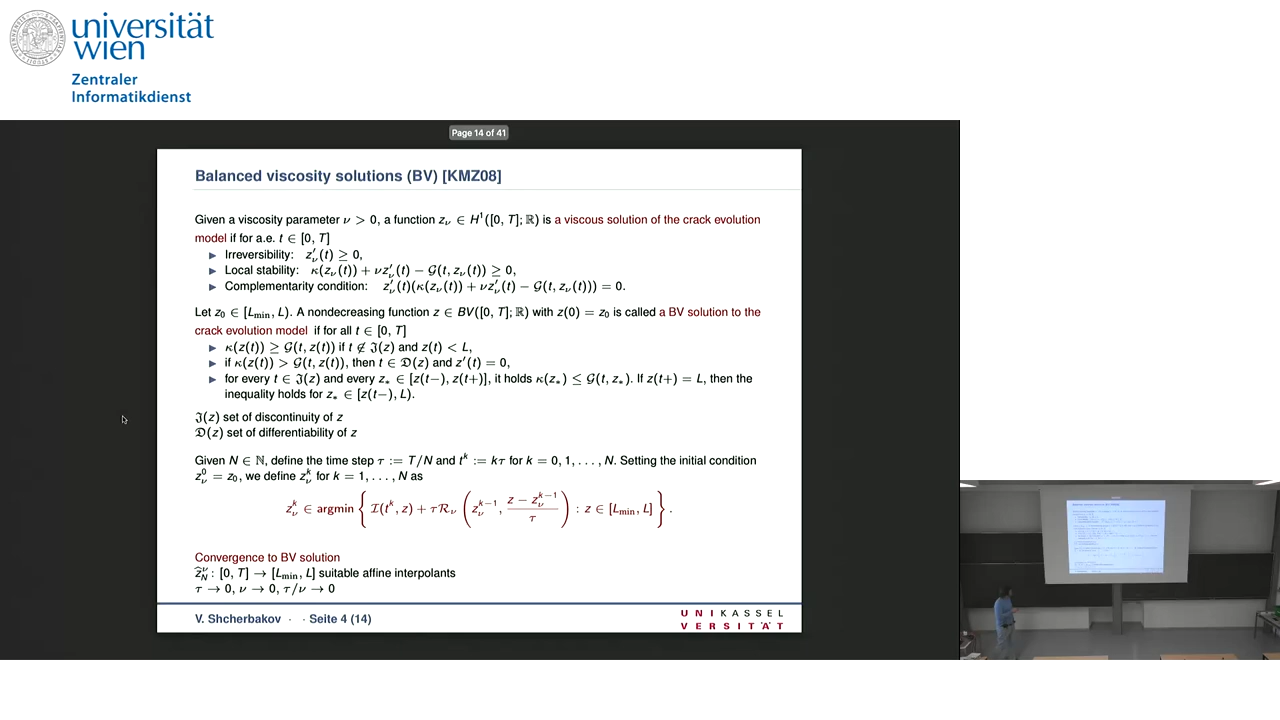 universität
wien
Zentraler
Informatikdienst
Page 14 of 41
Balanced viscosity solutions (BV) [KMZ08]
Given a viscosity parameter ν > 0, a function z_ν ∈ H¹([0, T]; ℝ) is a viscous solution of the crack evolution
model if for a.e. t ∈ [0, T]
▶ Irreversibility: z′_ν(t) ≥ 0,
▶ Local stability: κ(z_ν(t)) + νz′_ν(t) − 𝒢(t, z_ν(t)) ≥ 0,
▶ Complementarity condition: z′_ν(t)(κ(z_ν(t)) + νz′_ν(t) − 𝒢(t, z_ν(t))) = 0.
Let z₀ ∈ [L_min, L). A nondecreasing function z ∈ BV([0, T]; ℝ) with z(0) = z₀ is called a BV solution to the
crack evolution model if for all t ∈ [0, T]
▶ κ(z(t)) ≥ 𝒢(t, z(t)) if t ∉ 𝔍(z) and z(t) < L,
▶ if κ(z(t)) > 𝒢(t, z(t)), then t ∈ 𝔇(z) and z′(t) = 0,
▶ for every t ∈ 𝔍(z) and every z_* ∈ [z(t−), z(t+)], it holds κ(z_*) ≤ 𝒢(t, z_*). If z(t+) = L, then the
inequality holds for z_* ∈ [z(t−), L).
𝔍(z) set of discontinuity of z
𝔇(z) set of differentiability of z
Given N ∈ ℕ, define the time step τ := T/N and t^k := kτ for k = 0, 1, . . . , N. Setting the initial condition
z_ν^0 = z₀, we define z_ν^k for k = 1, . . . , N as
z_ν^k ∈ argmin { ℐ(t^k, z) + τℛ_ν ( z_ν^{k−1}, (z − z_ν^{k−1})/τ ) : z ∈ [L_min, L] } .
Convergence to BV solution
ẑ_N^ν : [0, T] → [L_min, L] suitable affine interpolants
τ → 0, ν → 0, τ/ν → 0
V. Shcherbakov · · Seite 4 (14)
UNIKASSEL
VERSITÄT